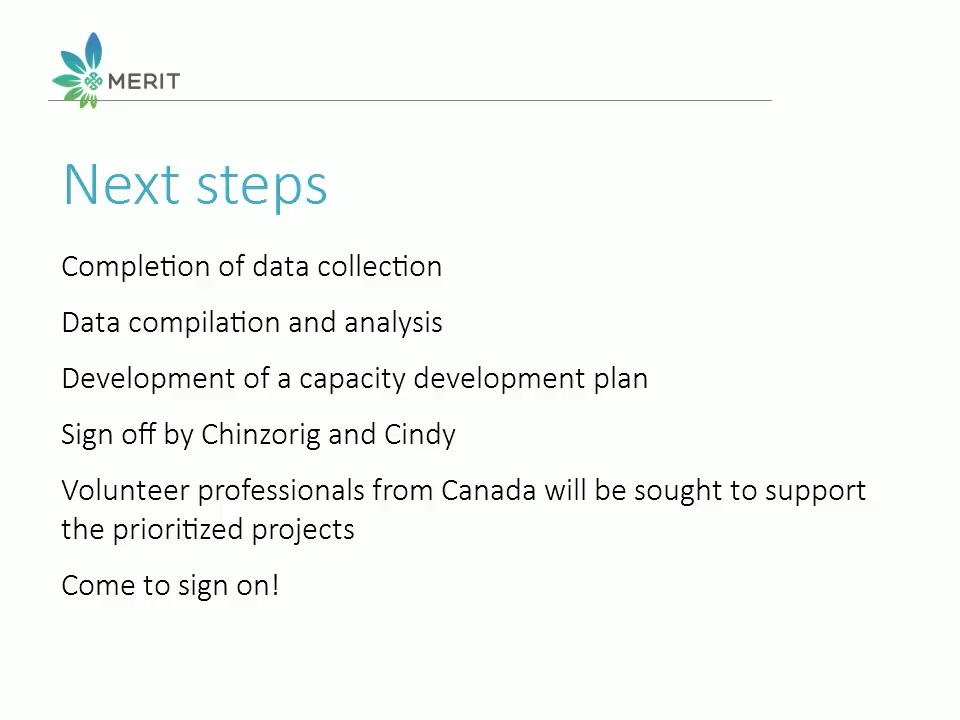 MERIT
Next steps
Completion of data collection
Data compilation and analysis
Development of a capacity development plan
Sign off by Chinzorig and Cindy
Volunteer professionals from Canada will be sought to support
the prioritized projects
Come to sign on!